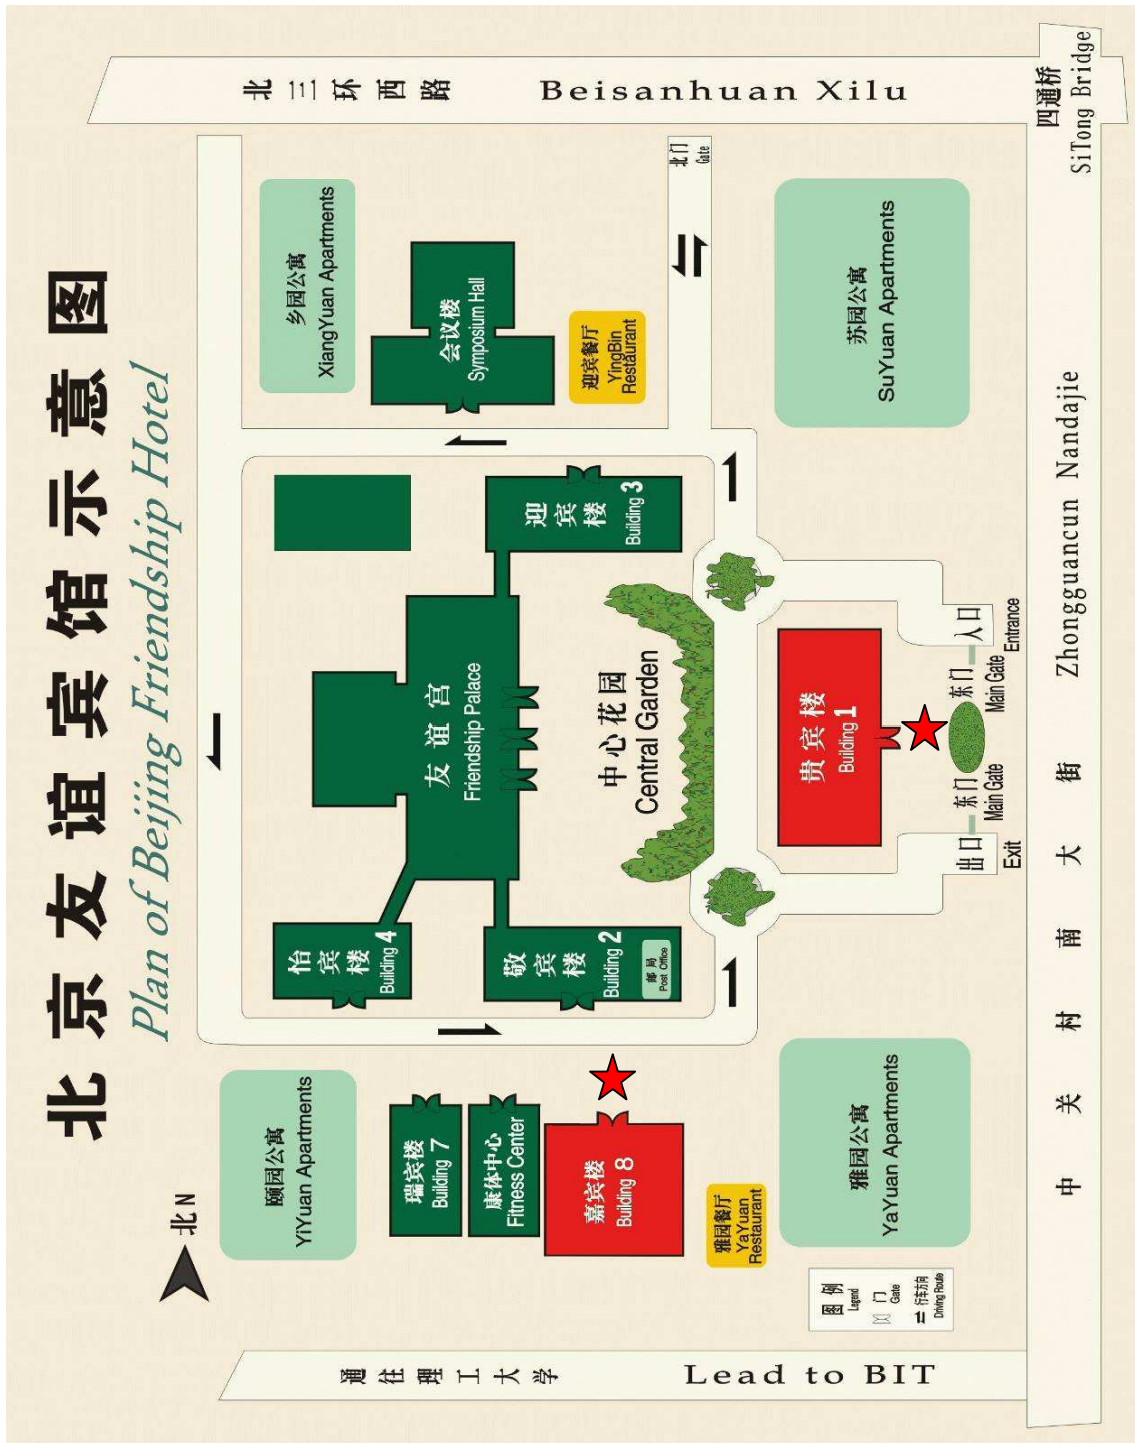 北京友谊宾馆示意图
Plan of Beijing Friendship Hotel
北 N
北三环西路
Beisanhuan Xilu
四通桥
SiTong Bridge
北门
Gate
乡园公寓
XiangYuan Apartments
会议楼
Symposium Hall
迎宾餐厅
YingBin
Restaurant
苏园公寓
SuYuan Apartments
迎宾楼
Building 3
友谊宫
Friendship Palace
中心花园
Central Garden
贵宾楼
Building 1
入口
Entrance
东门
Main Gate
东门
Main Gate
出口
Exit
怡宾楼
Building 4
敬宾楼
Building 2
邮局
Post Office
颐园公寓
YiYuan Apartments
瑞宾楼
Building 7
康体中心
Fitness Center
嘉宾楼
Building 8
雅园餐厅
YaYuan
Restaurant
雅园公寓
YaYuan Apartments
图例
Legend
门
Gate
行车方向
Driving Route
中关村南大街
Zhongguancun Nandajie
通往理工大学
Lead to BIT